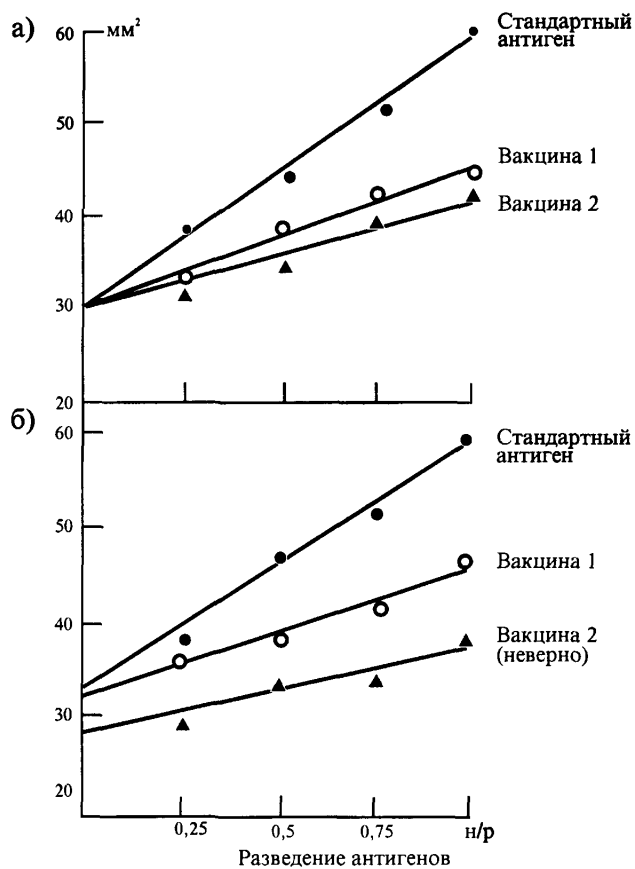 а)
60
мм²
Стандартный
антиген
50
Вакцина 1
40
Вакцина 2
30
20
б)
60
Стандартный
антиген
50
Вакцина 1
40
Вакцина 2
(неверно)
30
20
0,25
0,5
0,75
н/р
Разведение антигенов